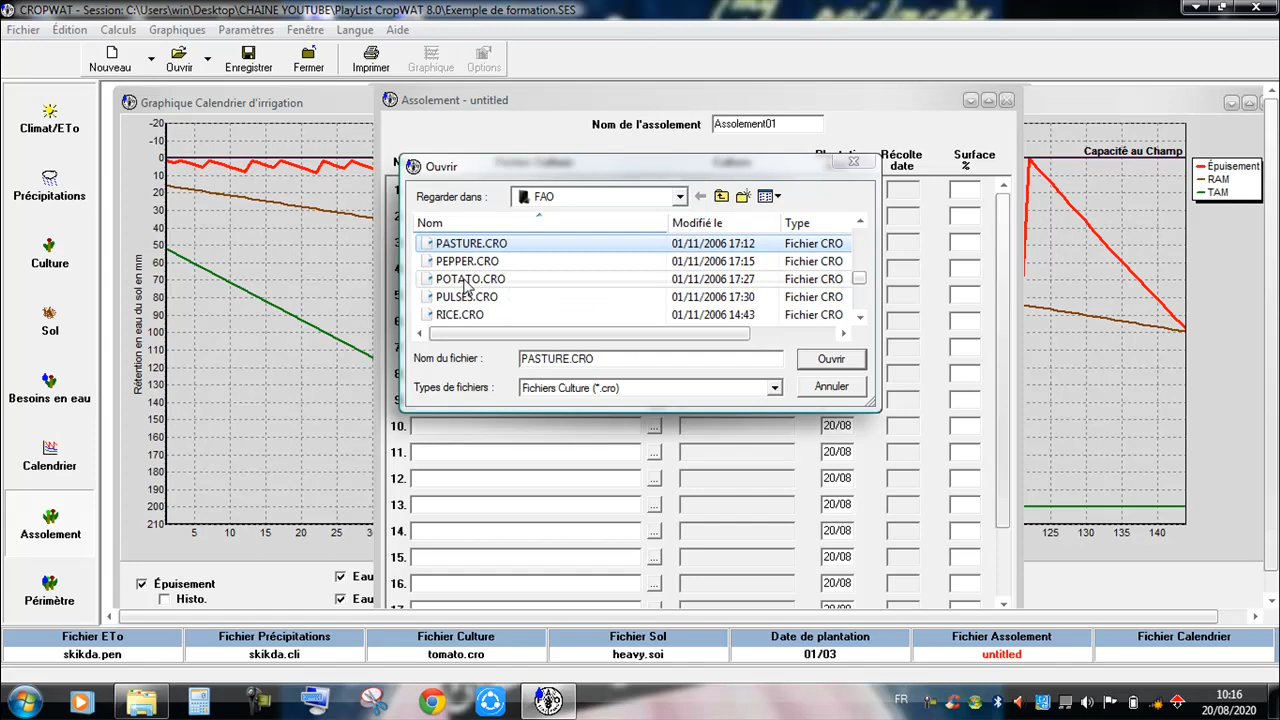 CROPWAT - Session: C:\Users\win\Desktop\CHAINE YOUTUBE\PlayList CropWAT 8.0\Exemple de formation.SES
Fichier Édition Calculs Graphiques Paramètres Fenêtre Langue Aide
Nouveau Ouvrir Enregistrer Fermer Imprimer Graphique Options
Climat/ETo
Précipitations
Culture
Sol
Besoins en eau
Calendrier
Assolement
Périmètre
Graphique Calendrier d'irrigation
Rétention en eau du sol en mm
-20
0
10
20
30
40
50
60
70
80
90
100
110
120
130
140
150
160
170
180
190
200
210
5 10 15 20 25 30
Épuisement
Histo.
Eau
Eau
Assolement - untitled
Nom de l'assolement Assolement01
Récolte date
Surface %
Ouvrir
Regarder dans : FAO
Nom Modifié le Type
PASTURE.CRO 01/11/2006 17:12 Fichier CRO
PEPPER.CRO 01/11/2006 17:15 Fichier CRO
POTATO.CRO 01/11/2006 17:27 Fichier CRO
PULSES.CRO 01/11/2006 17:30 Fichier CRO
RICE.CRO 01/11/2006 14:43 Fichier CRO
Nom du fichier : PASTURE.CRO Ouvrir
Types de fichiers : Fichiers Culture (*.cro) Annuler
10. ... 20/08
11. ... 20/08
12. ... 20/08
13. ... 20/08
14. ... 20/08
15. ... 20/08
16. ... 20/08
Capacité au Champ
125 130 135 140
Épuisement
RAM
TAM
Fichier ETo Fichier Précipitations Fichier Culture Fichier Sol Date de plantation Fichier Assolement Fichier Calendrier
skikda.pen skikda.cli tomato.cro heavy.soi 01/03 untitled
FR
10:16
20/08/2020